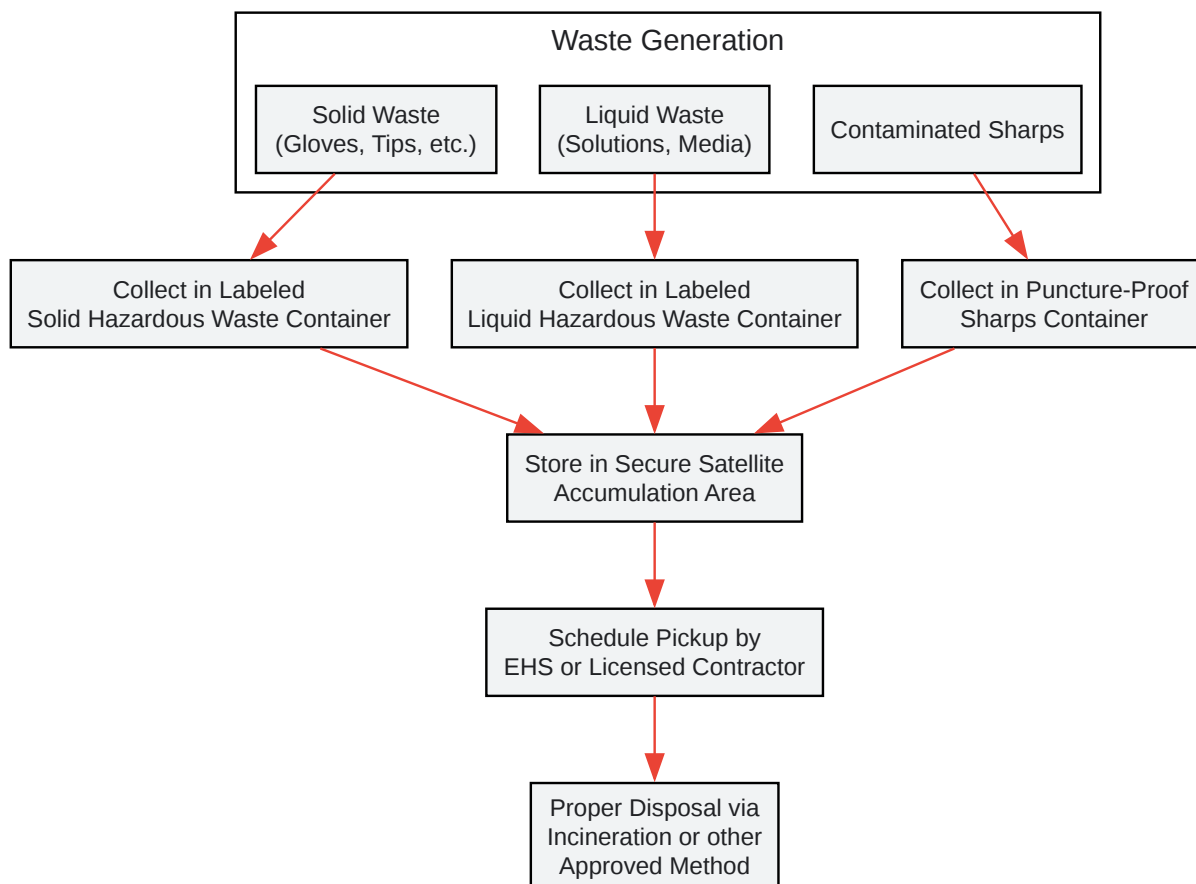 Waste Generation
Solid Waste
(Gloves, Tips, etc.)
Liquid Waste
(Solutions, Media)
Contaminated Sharps
Collect in Labeled
Solid Hazardous Waste Container
Collect in Labeled
Liquid Hazardous Waste Container
Collect in Puncture-Proof
Sharps Container
Store in Secure Satellite
Accumulation Area
Schedule Pickup by
EHS or Licensed Contractor
Proper Disposal via
Incineration or other
Approved Method